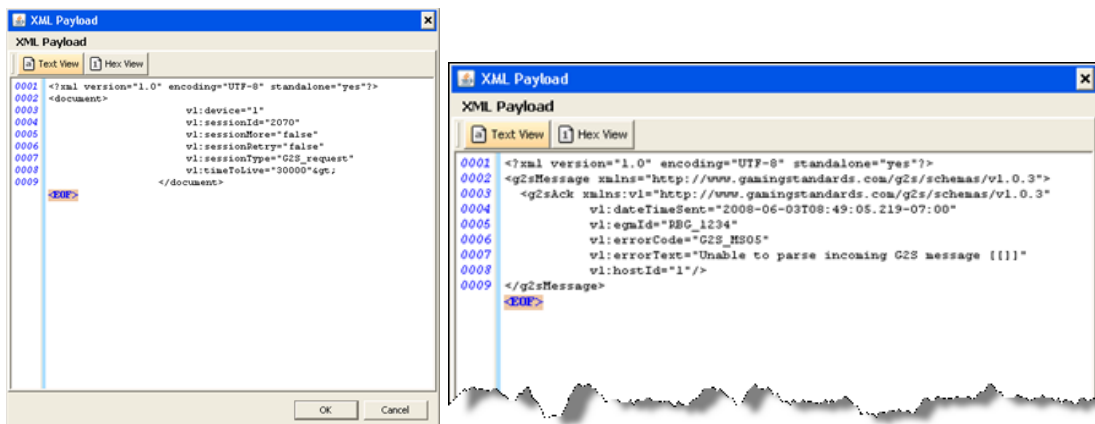 XML Payload
XML Payload
Text View Hex View
0001 <?xml version="1.0" encoding="UTF-8" standalone="yes"?>
0002 <document>
0003 v1:device="1"
0004 v1:sessionId="2070"
0005 v1:sessionMore="false"
0006 v1:sessionRetry="false"
0007 v1:sessionType="G2S_request"
0008 v1:timeToLive="30000"&gt;
0009 </document>
<EOF>
OK Cancel
XML Payload
XML Payload
Text View Hex View
0001 <?xml version="1.0" encoding="UTF-8" standalone="yes"?>
0002 <g2sMessage xmlns="http://www.gamingstandards.com/g2s/schemas/v1.0.3">
0003 <g2sAck xmlns:v1="http://www.gamingstandards.com/g2s/schemas/v1.0.3"
0004 v1:dateTimeSent="2008-06-03T08:49:05.219-07:00"
0005 v1:egmId="RBG_1234"
0006 v1:errorCode="G2S_MS05"
0007 v1:errorText="Unable to parse incoming G2S message [[]]"
0008 v1:hostId="1"/>
0009 </g2sMessage>
<EOF>